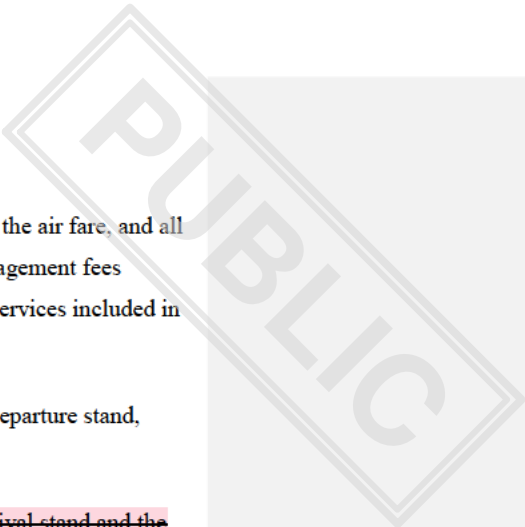 the air fare, and all
agement fees
ervices included in
eparture stand,
ival stand and the
PUBLIC